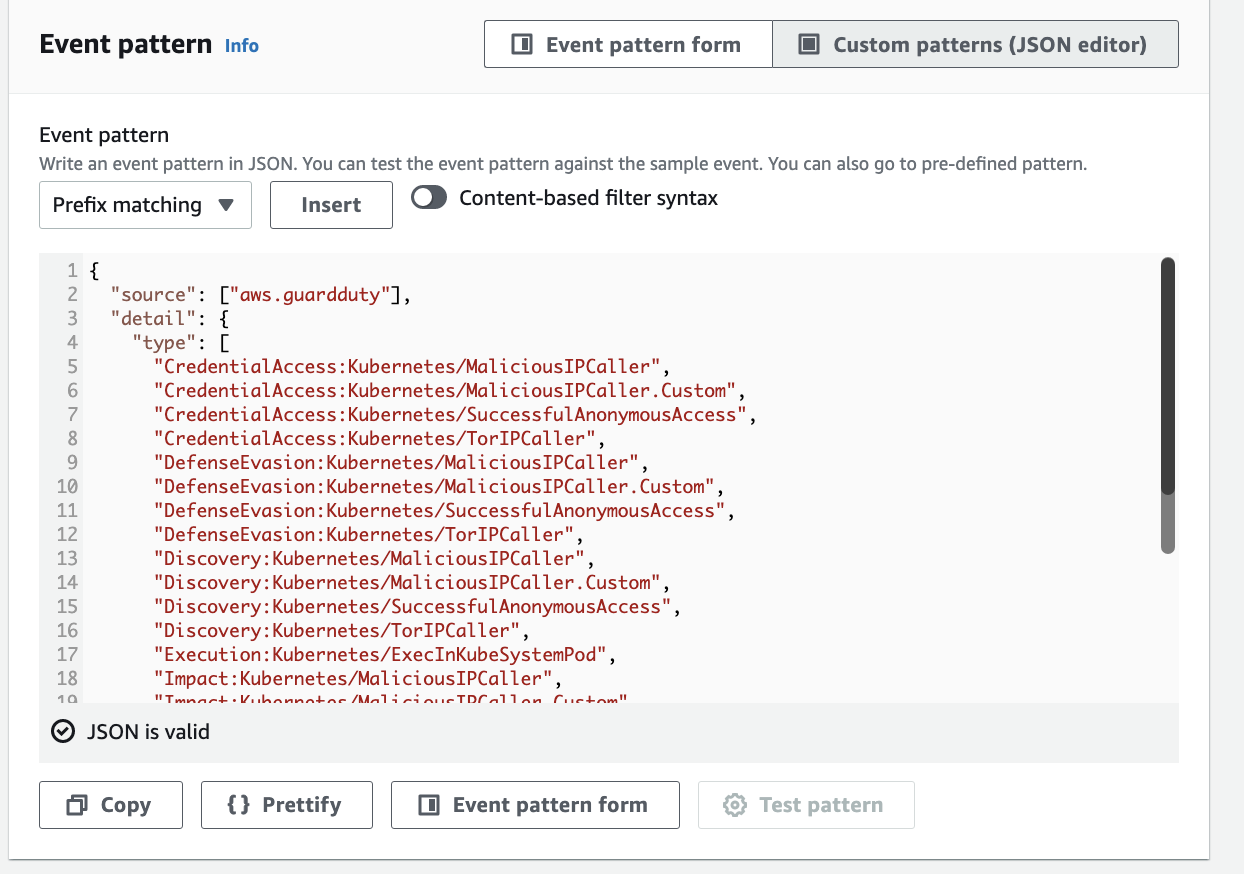 Event pattern Info
Event pattern form
Custom patterns (JSON editor)
Event pattern
Write an event pattern in JSON. You can test the event pattern against the sample event. You can also go to pre-defined pattern.
Prefix matching
Insert
Content-based filter syntax
1 {
2 "source": ["aws.guardduty"],
3 "detail": {
4 "type": [
5 "CredentialAccess:Kubernetes/MaliciousIPCaller",
6 "CredentialAccess:Kubernetes/MaliciousIPCaller.Custom",
7 "CredentialAccess:Kubernetes/SuccessfulAnonymousAccess",
8 "CredentialAccess:Kubernetes/TorIPCaller",
9 "DefenseEvasion:Kubernetes/MaliciousIPCaller",
10 "DefenseEvasion:Kubernetes/MaliciousIPCaller.Custom",
11 "DefenseEvasion:Kubernetes/SuccessfulAnonymousAccess",
12 "DefenseEvasion:Kubernetes/TorIPCaller",
13 "Discovery:Kubernetes/MaliciousIPCaller",
14 "Discovery:Kubernetes/MaliciousIPCaller.Custom",
15 "Discovery:Kubernetes/SuccessfulAnonymousAccess",
16 "Discovery:Kubernetes/TorIPCaller",
17 "Execution:Kubernetes/ExecInKubeSystemPod",
18 "Impact:Kubernetes/MaliciousIPCaller",
19 "Impact:Kubernetes/MaliciousIPCaller.Custom"
JSON is valid
Copy
{} Prettify
Event pattern form
Test pattern